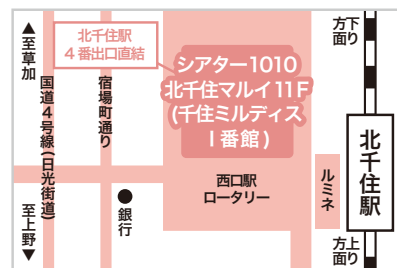 ▲至草加
国道4号線(日光街道)
至上野▼
宿場町通り
北千住駅
4番出口直結
シアター1010
北千住マルイ11F
(千住ミルディス
I番館)
●銀行
西口駅
ロータリー
ルミネ
下り
方面
北千住駅
上り
方面